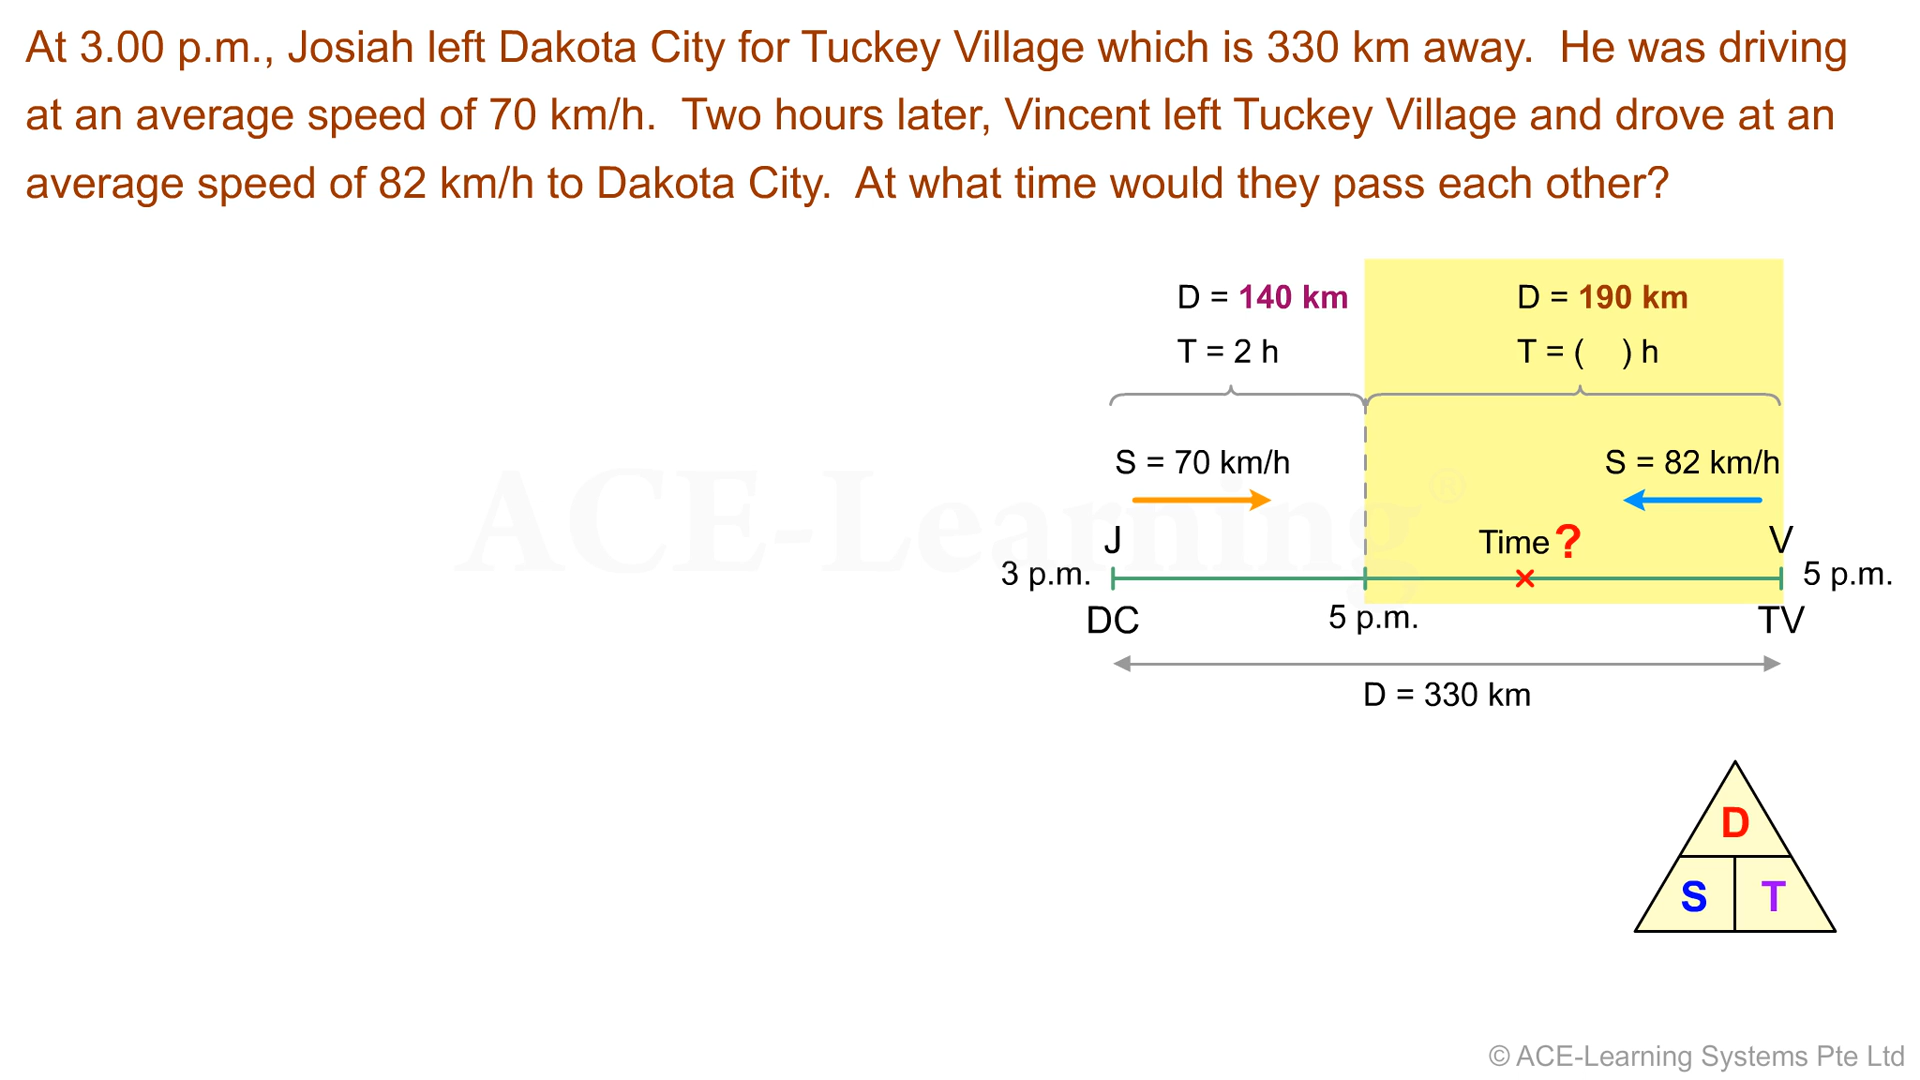 At 3.00 p.m., Josiah left Dakota City for Tuckey Village which is 330 km away.  He was driving
at an average speed of 70 km/h.  Two hours later, Vincent left Tuckey Village and drove at an
average speed of 82 km/h to Dakota City.  At what time would they pass each other?
D = 140 km
D = 190 km
T = 2 h
T = (   ) h
S = 70 km/h
S = 82 km/h
ACE-Learning®
J
Time ?
V
3 p.m.
5 p.m.
DC
5 p.m.
TV
D = 330 km
D
S T
© ACE-Learning Systems Pte Ltd